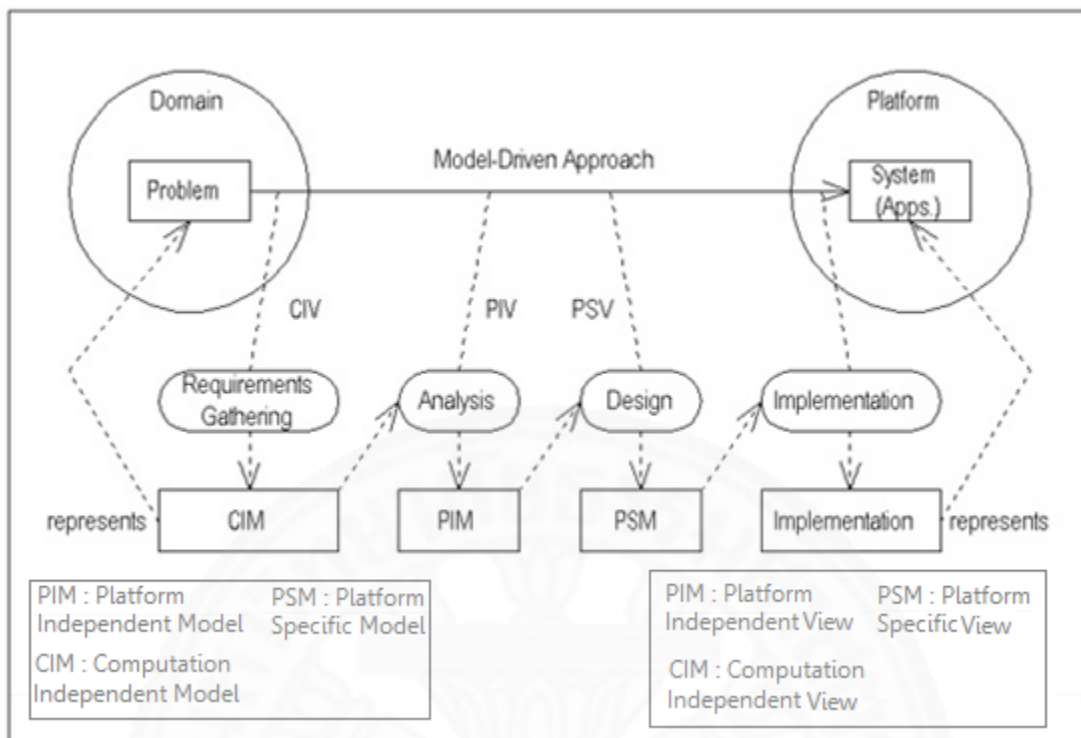 Domain
Platform
Model-Driven Approach
Problem
System
(Apps.)
CIV
PIV
PSV
Requirements
Gathering
Analysis
Design
Implementation
represents
CIM
PIM
PSM
Implementation
represents
PIM : Platform
Independent Model
PSM : Platform
Specific Model
CIM : Computation
Independent Model
PIM : Platform
Independent View
PSM : Platform
Specific View
CIM : Computation
Independent View